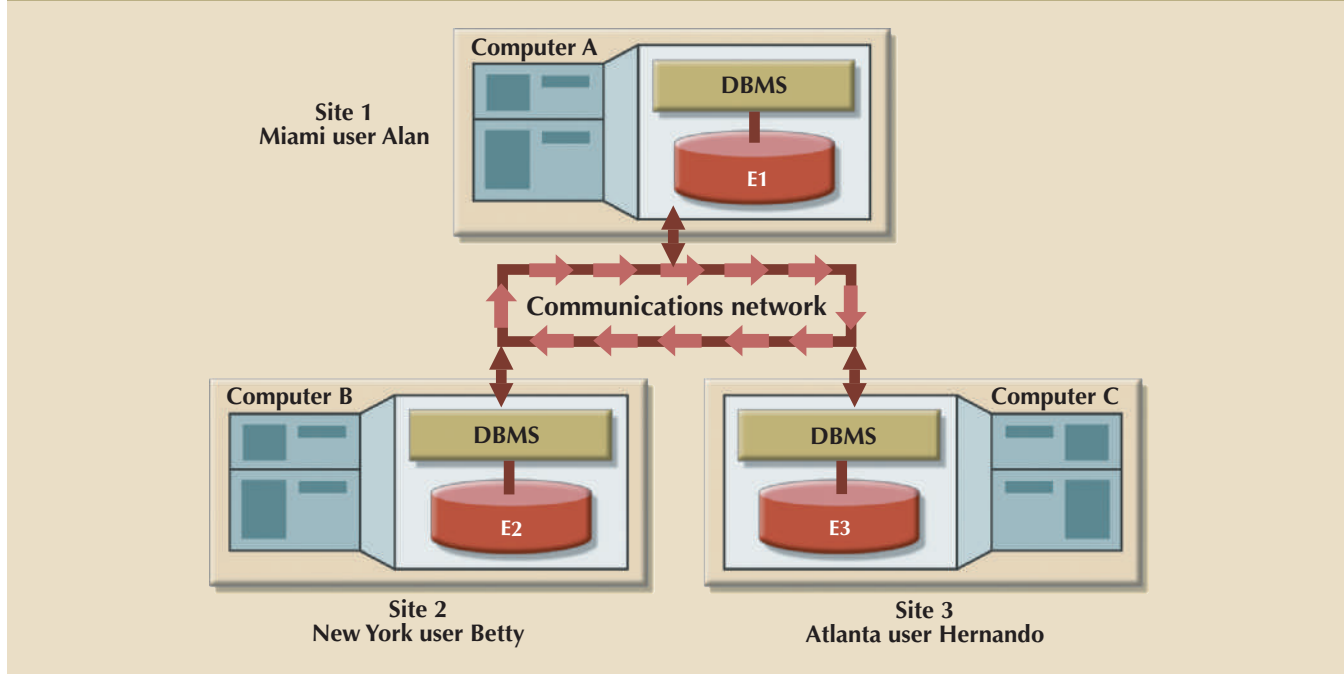 Computer A
DBMS
E1
Site 1
Miami user Alan
Communications network
Computer B
DBMS
E2
Site 2
New York user Betty
Computer C
DBMS
E3
Site 3
Atlanta user Hernando